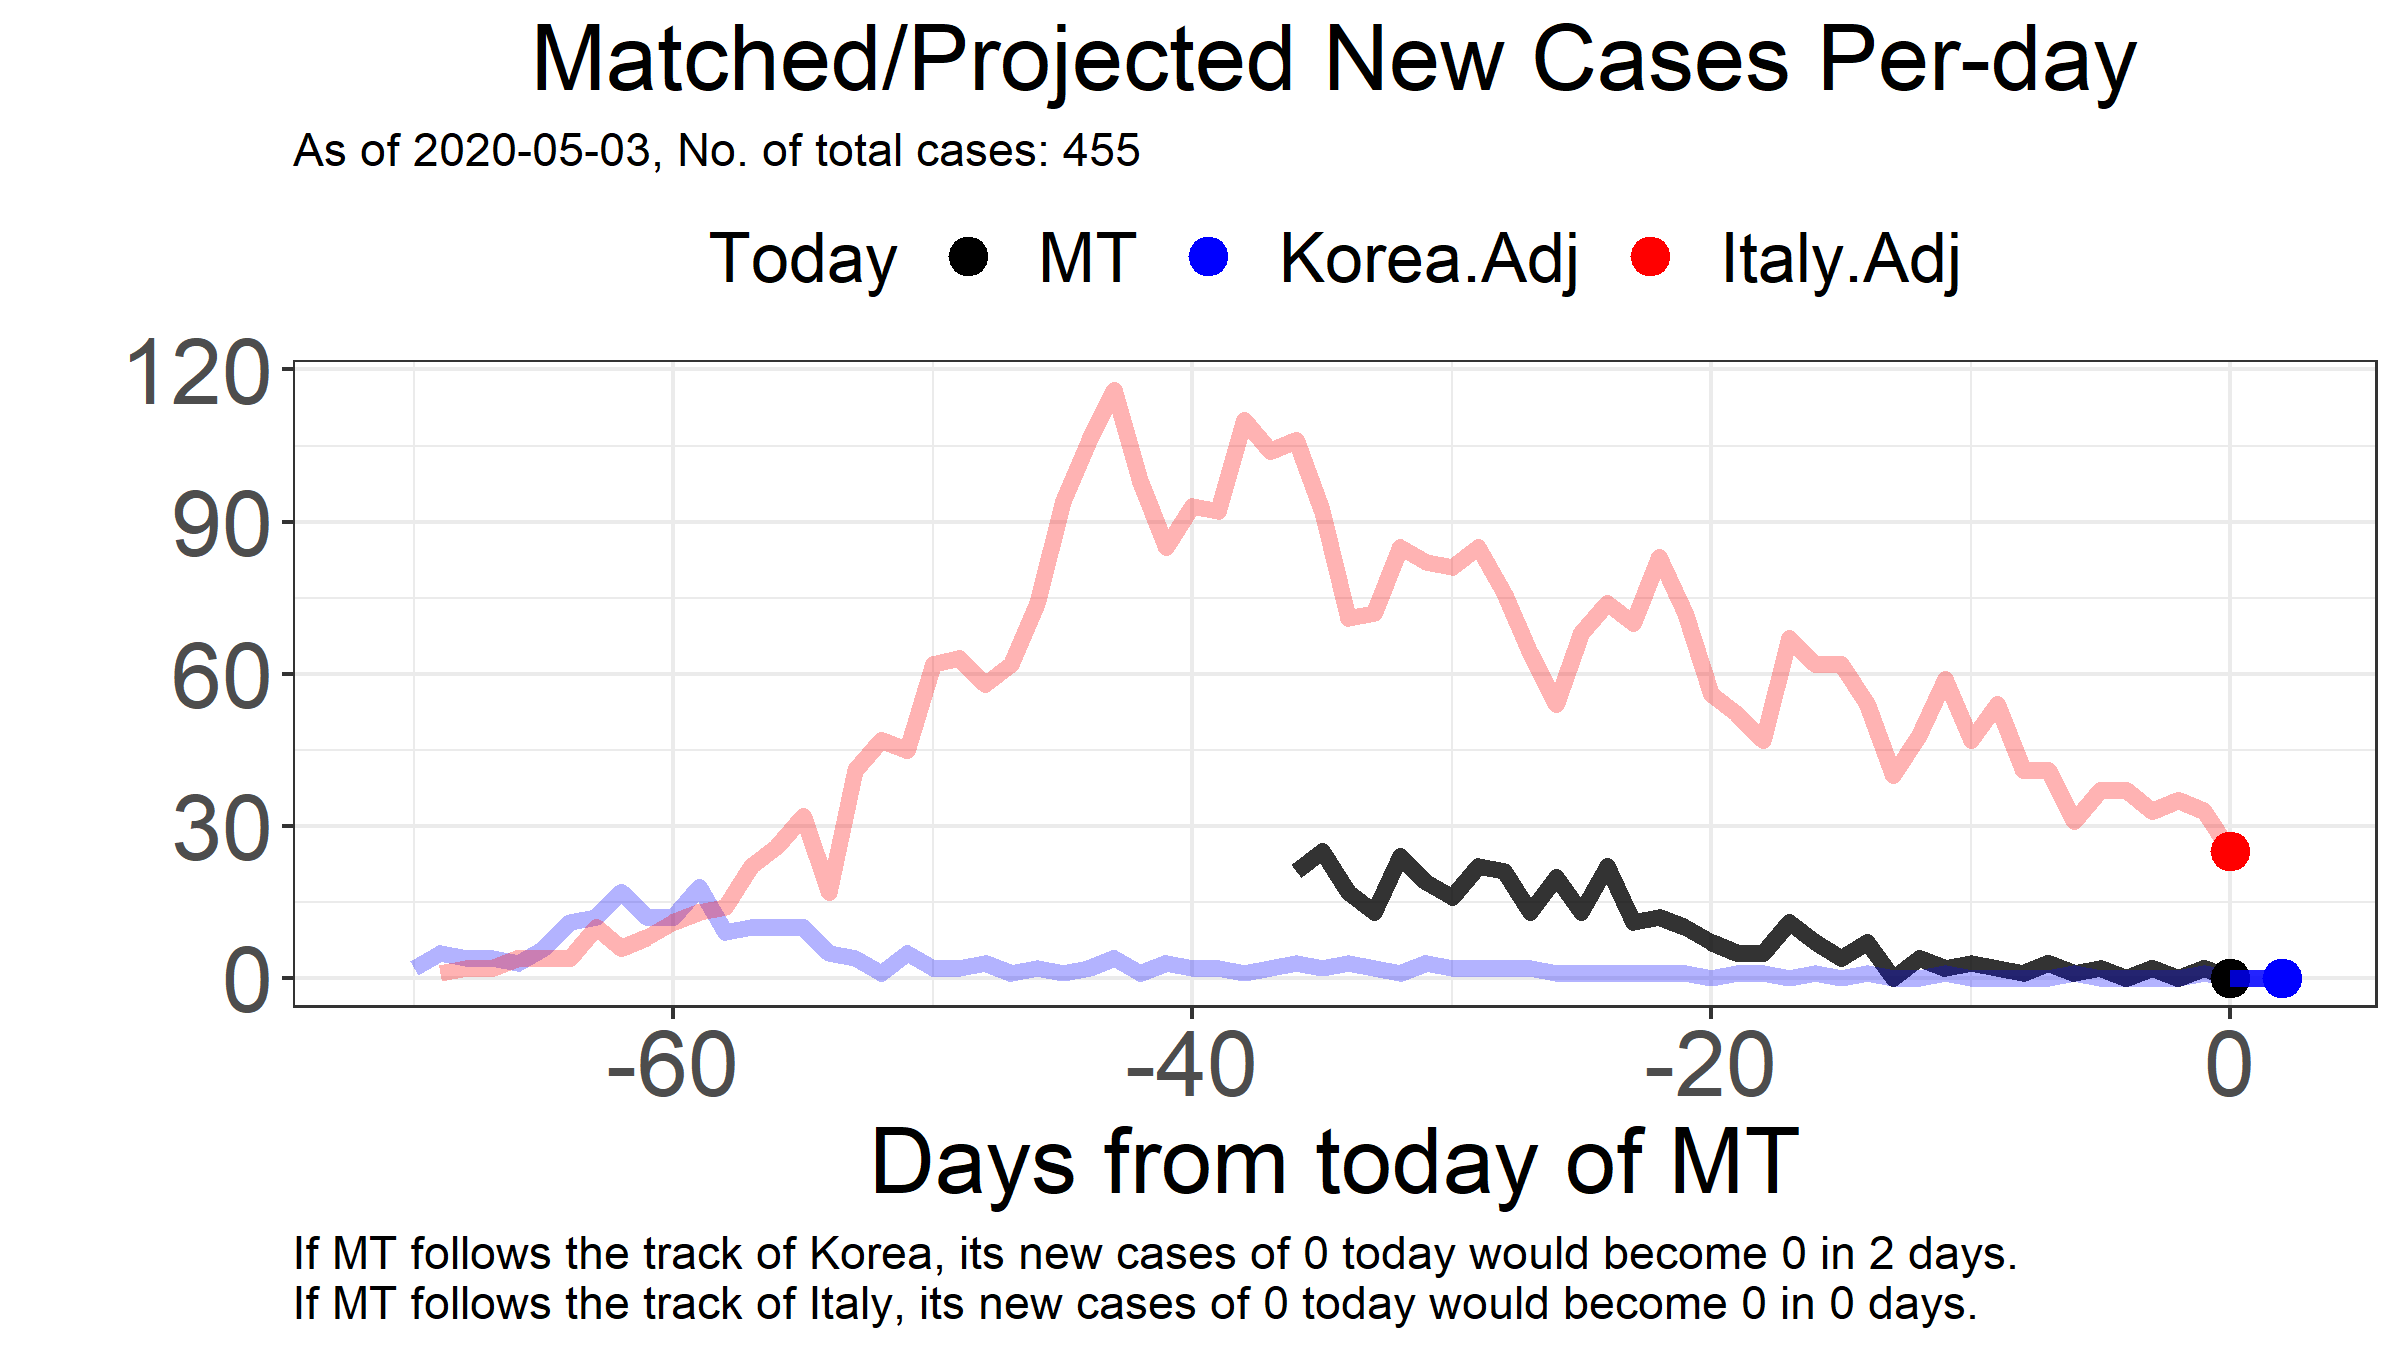 Matched/Projected New Cases Per-day
As of 2020-05-03, No. of total cases: 455
Today MT Korea.Adj Italy.Adj
120
90
60
30
0
-60 -40 -20 0
Days from today of MT
If MT follows the track of Korea, its new cases of 0 today would become 0 in 2 days.
If MT follows the track of Italy, its new cases of 0 today would become 0 in 0 days.